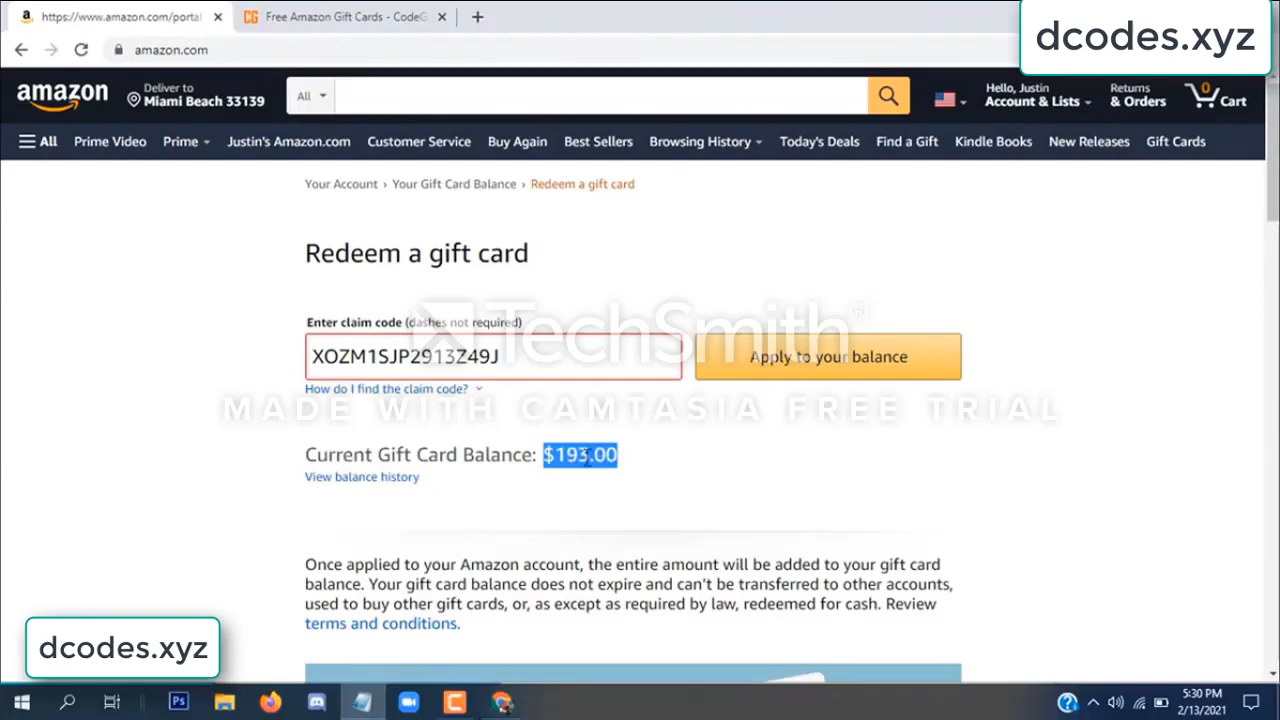 https://www.amazon.com/portal
Free Amazon Gift Cards - CodeG
amazon.com
dcodes.xyz
amazon
Deliver to
Miami Beach 33139
All
Hello, Justin
Account & Lists
Returns
& Orders
0
Cart
All
Prime Video
Prime
Justin's Amazon.com
Customer Service
Buy Again
Best Sellers
Browsing History
Today's Deals
Find a Gift
Kindle Books
New Releases
Gift Cards
Your Account › Your Gift Card Balance › Redeem a gift card
Redeem a gift card
TechSmith®
Enter claim code (dashes not required)
XOZM1SJP2913Z49J
Apply to your balance
How do I find the claim code?
MADE WITH CAMTASIA FREE TRIAL
Current Gift Card Balance: $193.00
View balance history
Once applied to your Amazon account, the entire amount will be added to your gift card
balance. Your gift card balance does not expire and can't be transferred to other accounts,
used to buy other gift cards, or, as except as required by law, redeemed for cash. Review
terms and conditions.
dcodes.xyz
Ps
5:30 PM
2/13/2021